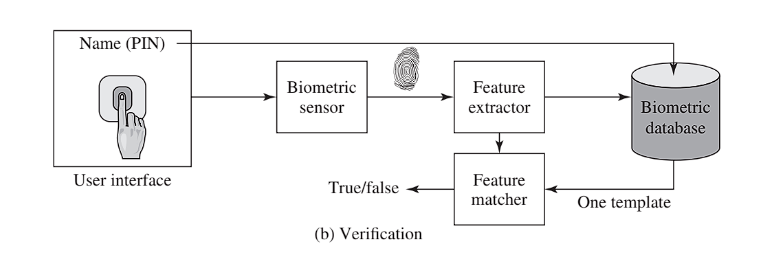 Name (PIN)
Biometric
sensor
Feature
extractor
Biometric
database
User interface
True/false
Feature
matcher
One template
(b) Verification